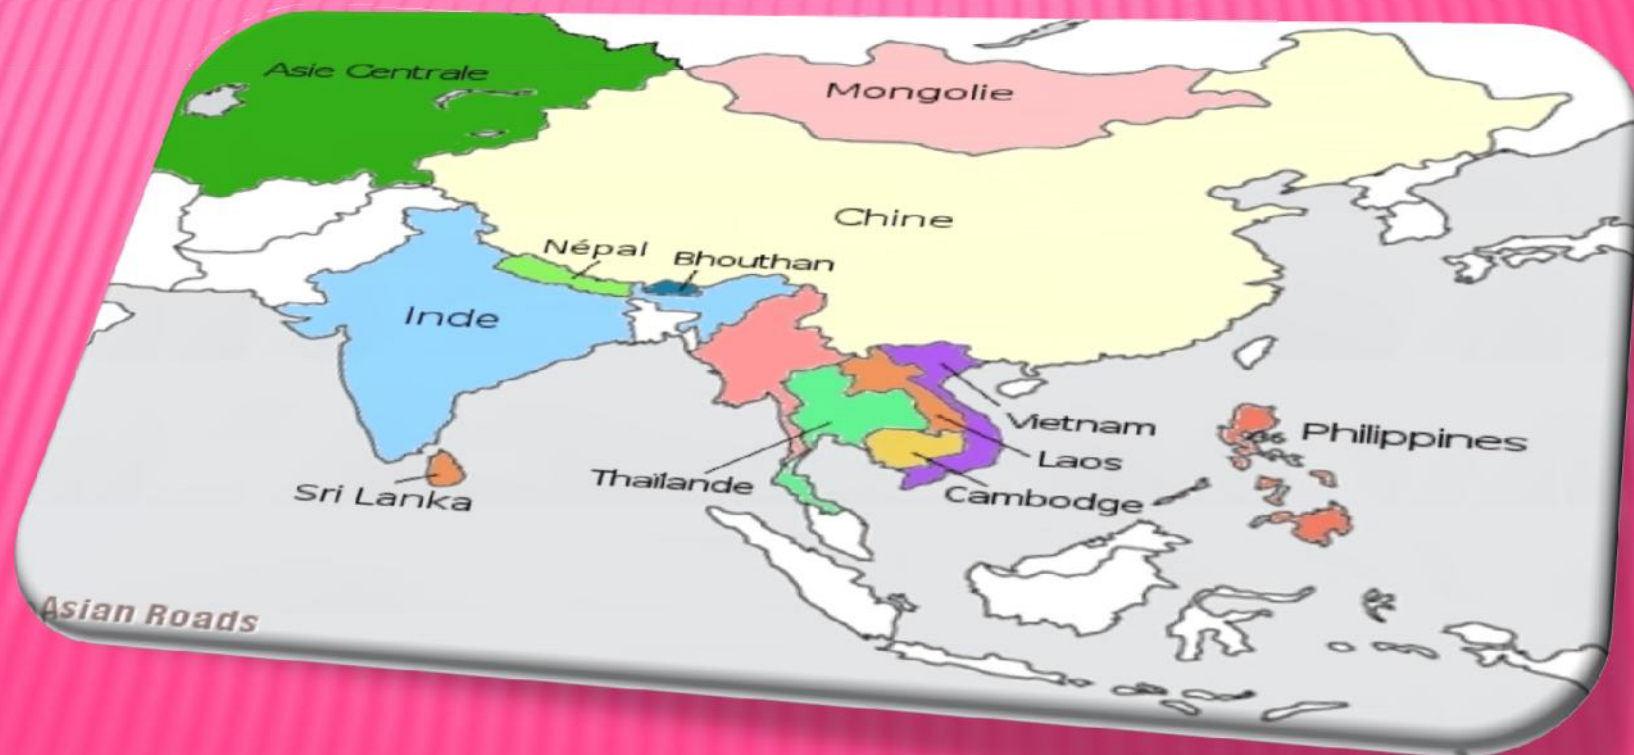 Asie Centrale
Mongolie
Chine
Népal
Bhouthan
Inde
Vietnam
Philippines
Laos
Thaïlande
Cambodge
Sri Lanka
Asian Roads